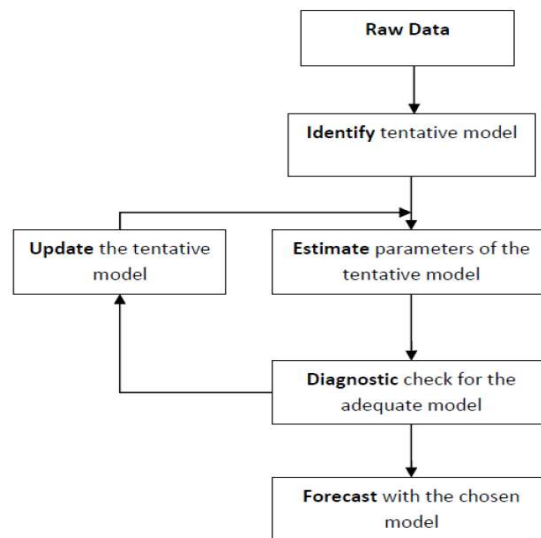 Raw Data
Identify tentative model
Update the tentative
model
Estimate parameters of the
tentative model
Diagnostic check for the
adequate model
Forecast with the chosen
model